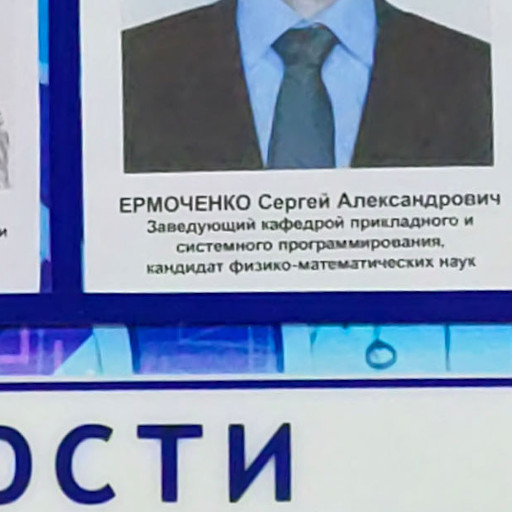 ЕРМОЧЕНКО Сергей Александрович
Заведующий кафедрой прикладного и
системного программирования,
кандидат физико-математических наук
и
ОСТИ